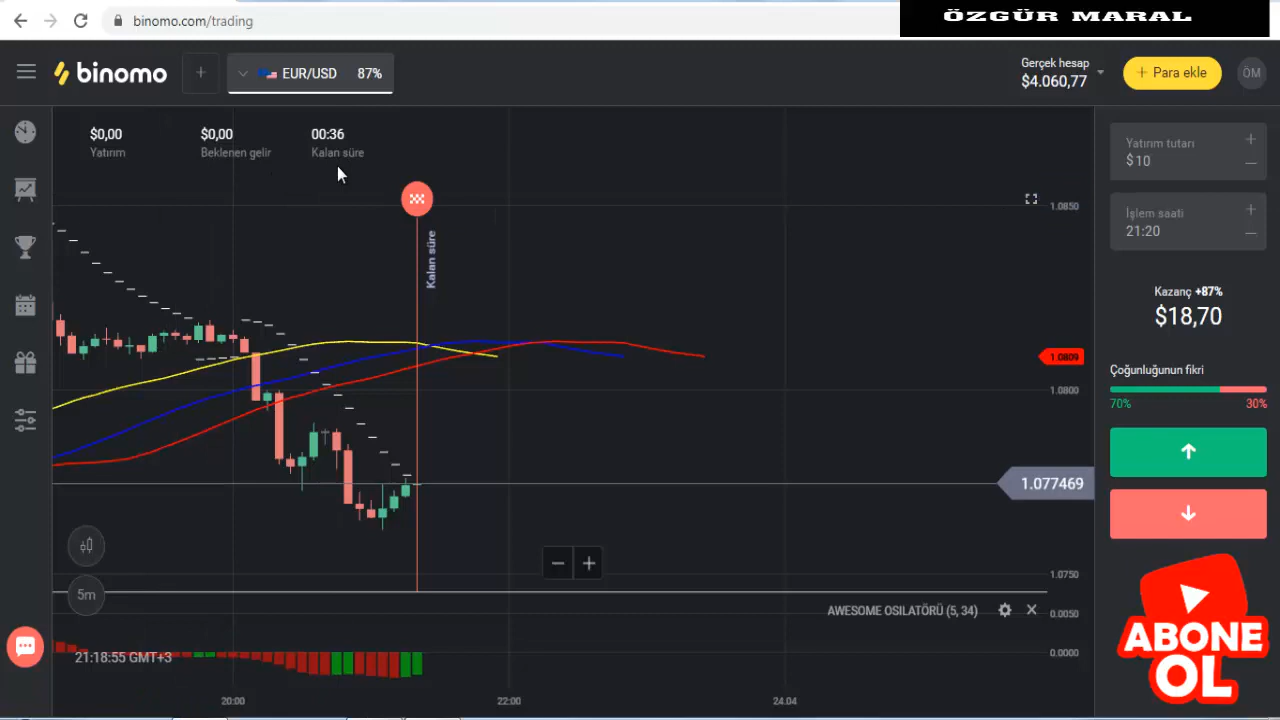 binomo.com/trading
ÖZGÜR MARAL
binomo
EUR/USD 87%
Gerçek hesap
$4.060,77
Para ekle
ÖM
$0,00
Yatırım
$0,00
Beklenen gelir
00:36
Kalan süre
Kalan süre
1.0850
1.0809
1.0800
1.077469
1.0750
0.0050
0.0000
Yatırım tutarı
$10
İşlem saati
21:20
Kazanç +87%
$18,70
Çoğunluğunun fikri
70% 30%
5m
AWESOME OSILATÖRÜ (5, 34)
21:18:55 GMT+3
20:00 22:00 24.04
ABONE
OL